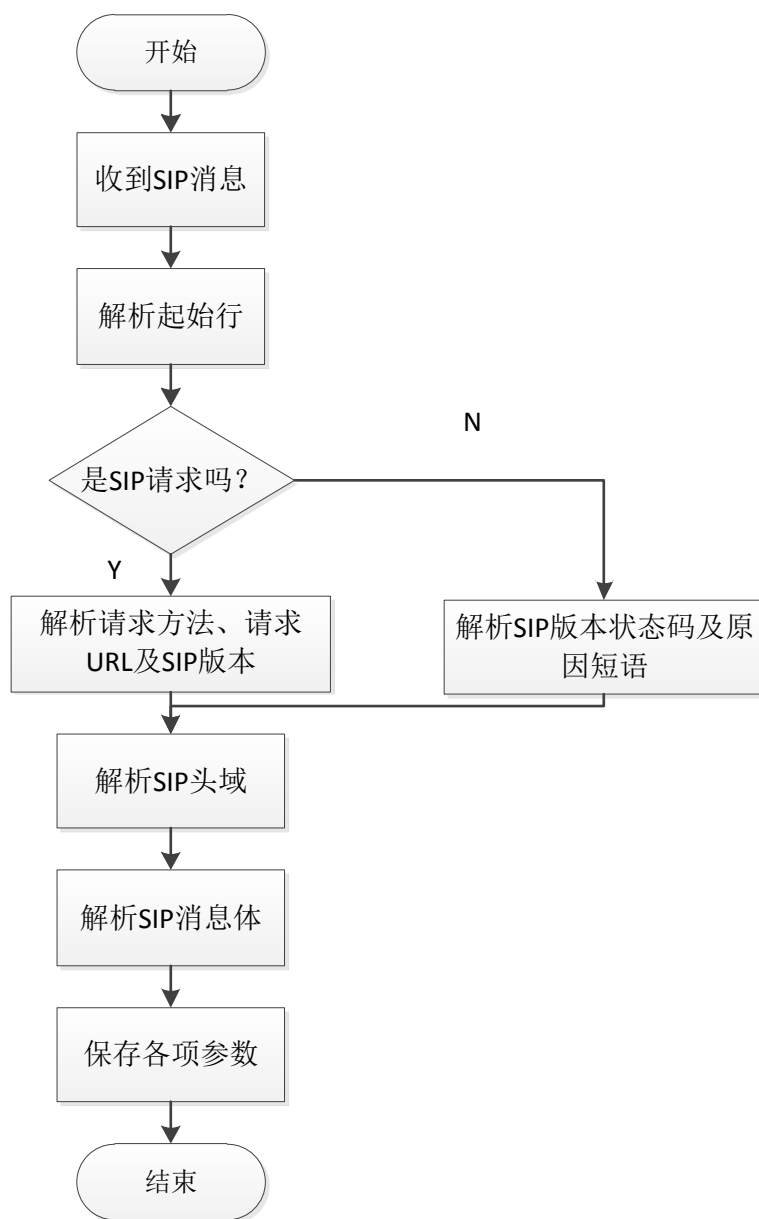 开始
收到SIP消息
解析起始行
N
是SIP请求吗？
Y
解析请求方法、请求
URL及SIP版本
解析SIP版本状态码及原
因短语
解析SIP头域
解析SIP消息体
保存各项参数
结束